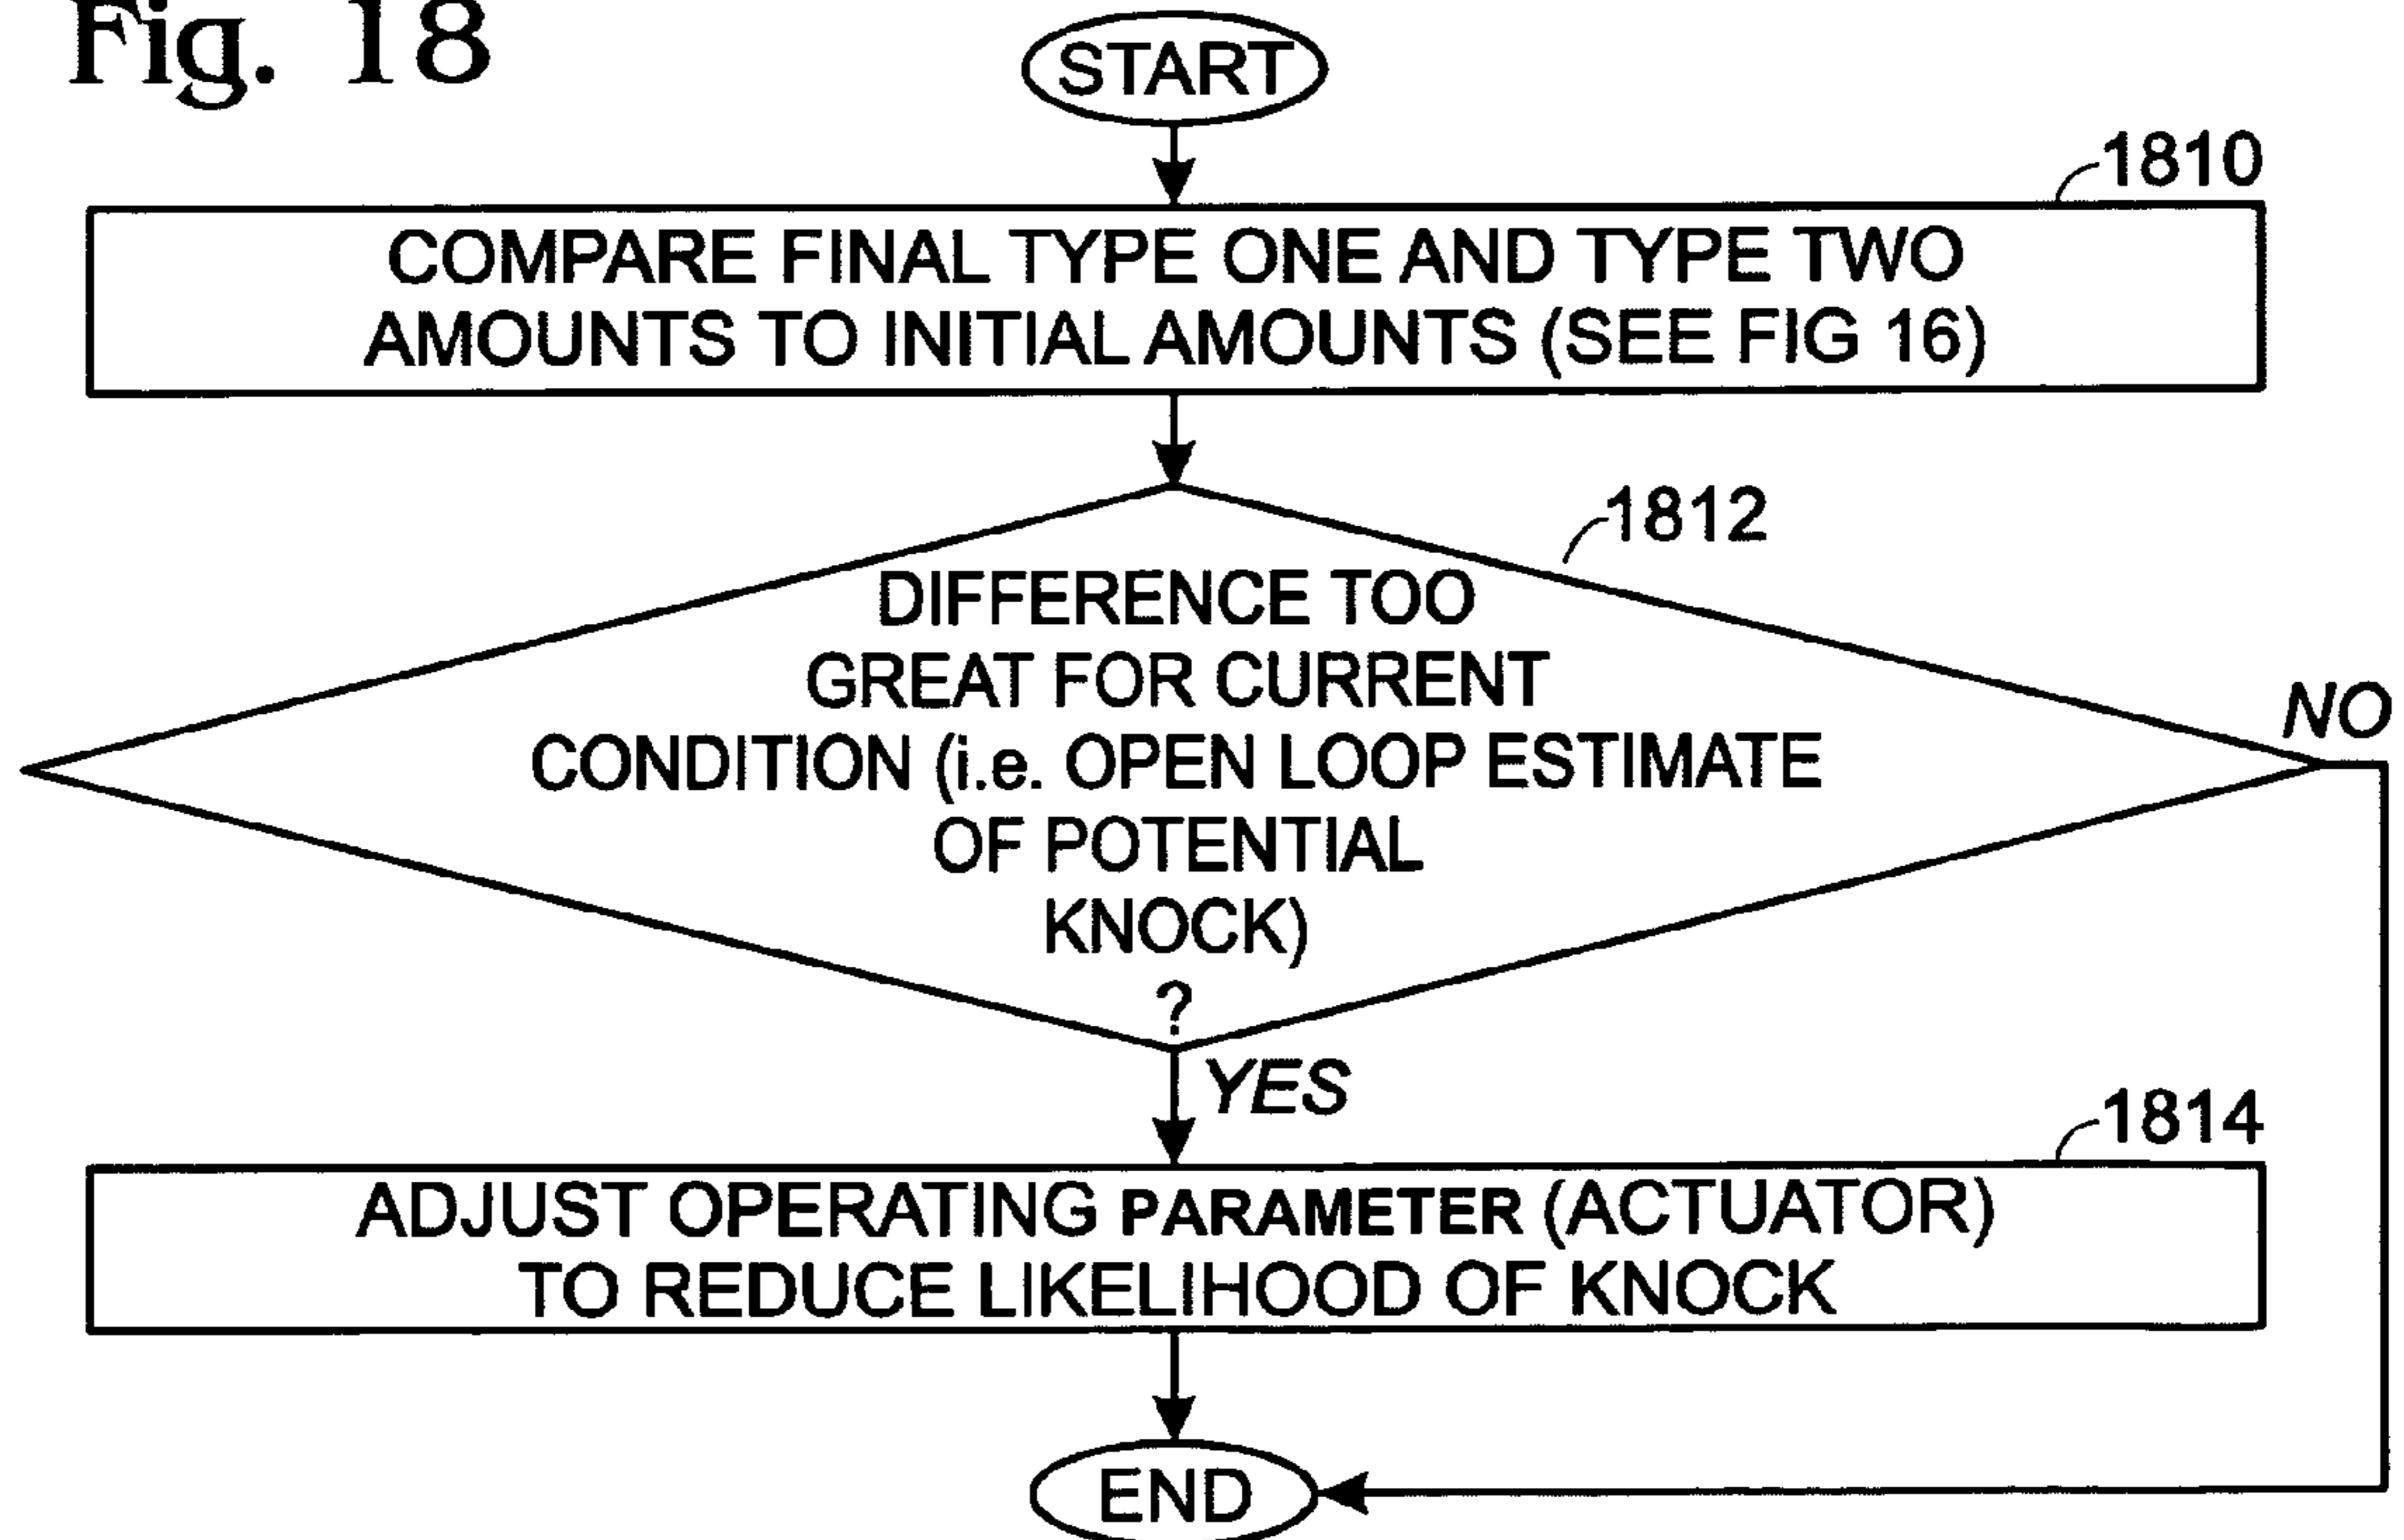 Fig. 18
START
1810
COMPARE FINAL TYPE ONE AND TYPE TWO
AMOUNTS TO INITIAL AMOUNTS (SEE FIG 16)
1812
DIFFERENCE TOO
GREAT FOR CURRENT
CONDITION (i.e. OPEN LOOP ESTIMATE
OF POTENTIAL
KNOCK)
?
NO
YES
1814
ADJUST OPERATING PARAMETER (ACTUATOR)
TO REDUCE LIKELIHOOD OF KNOCK
END